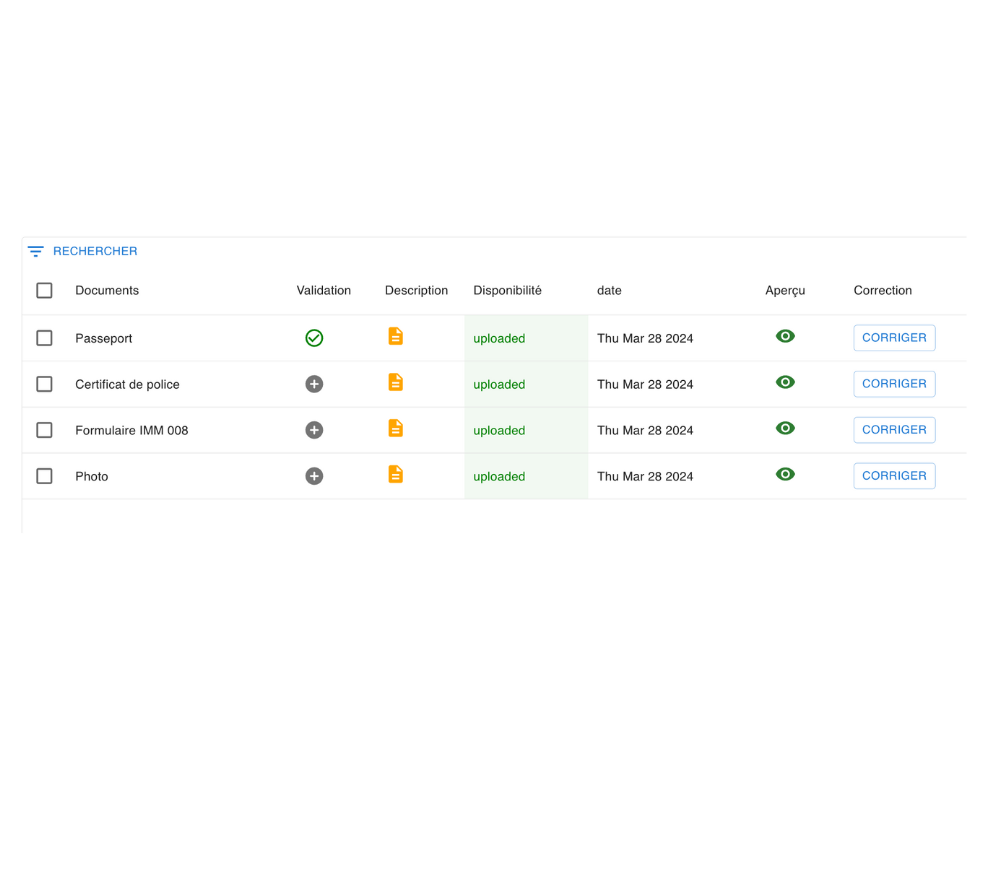 RECHERCHER
Documents Validation Description Disponibilité date Aperçu Correction
Passeport uploaded Thu Mar 28 2024 CORRIGER
Certificat de police uploaded Thu Mar 28 2024 CORRIGER
Formulaire IMM 008 uploaded Thu Mar 28 2024 CORRIGER
Photo uploaded Thu Mar 28 2024 CORRIGER